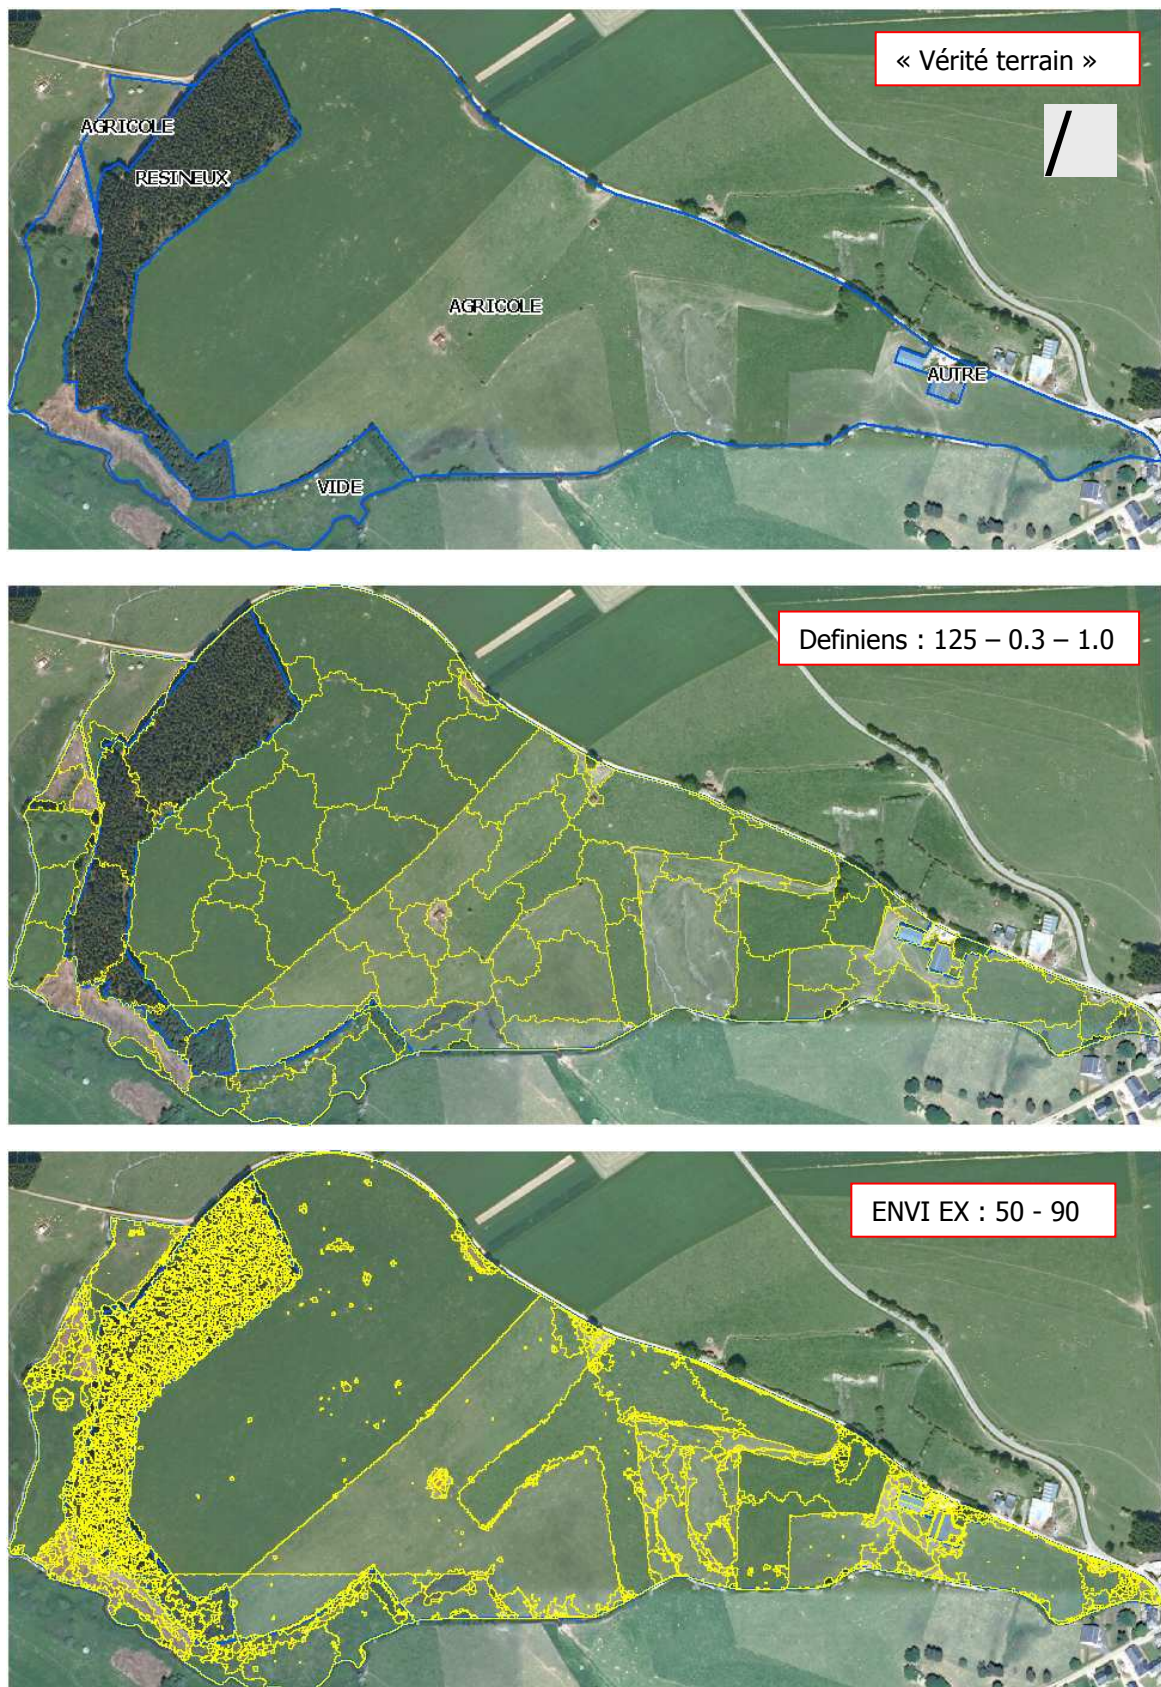 « Vérité terrain »
/
AGRICOLE
RESINEUX
AGRICOLE
AUTRE
VIDE
Definiens : 125 – 0.3 – 1.0
ENVI EX : 50 - 90